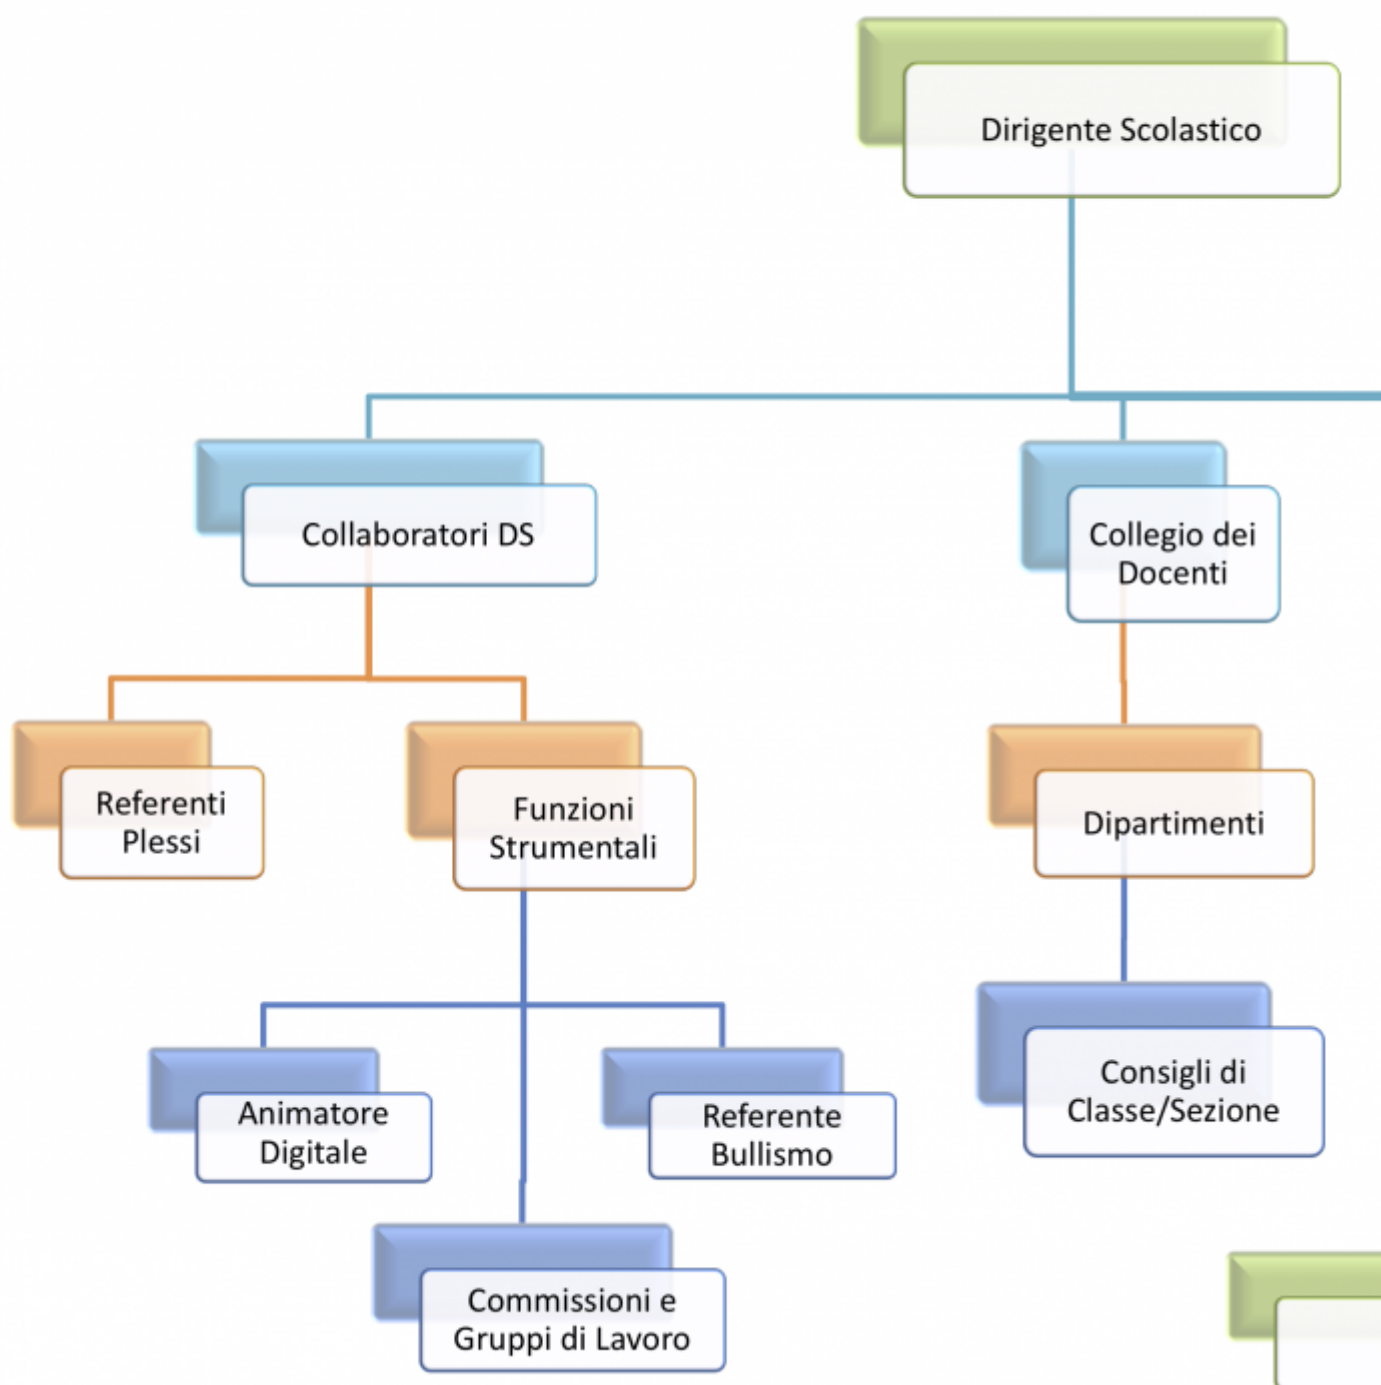 Dirigente Scolastico
Collaboratori DS
Collegio dei
Docenti
Referenti
Plessi
Funzioni
Strumentali
Dipartimenti
Animatore
Digitale
Referente
Bullismo
Consigli di
Classe/Sezione
Commissioni e
Gruppi di Lavoro